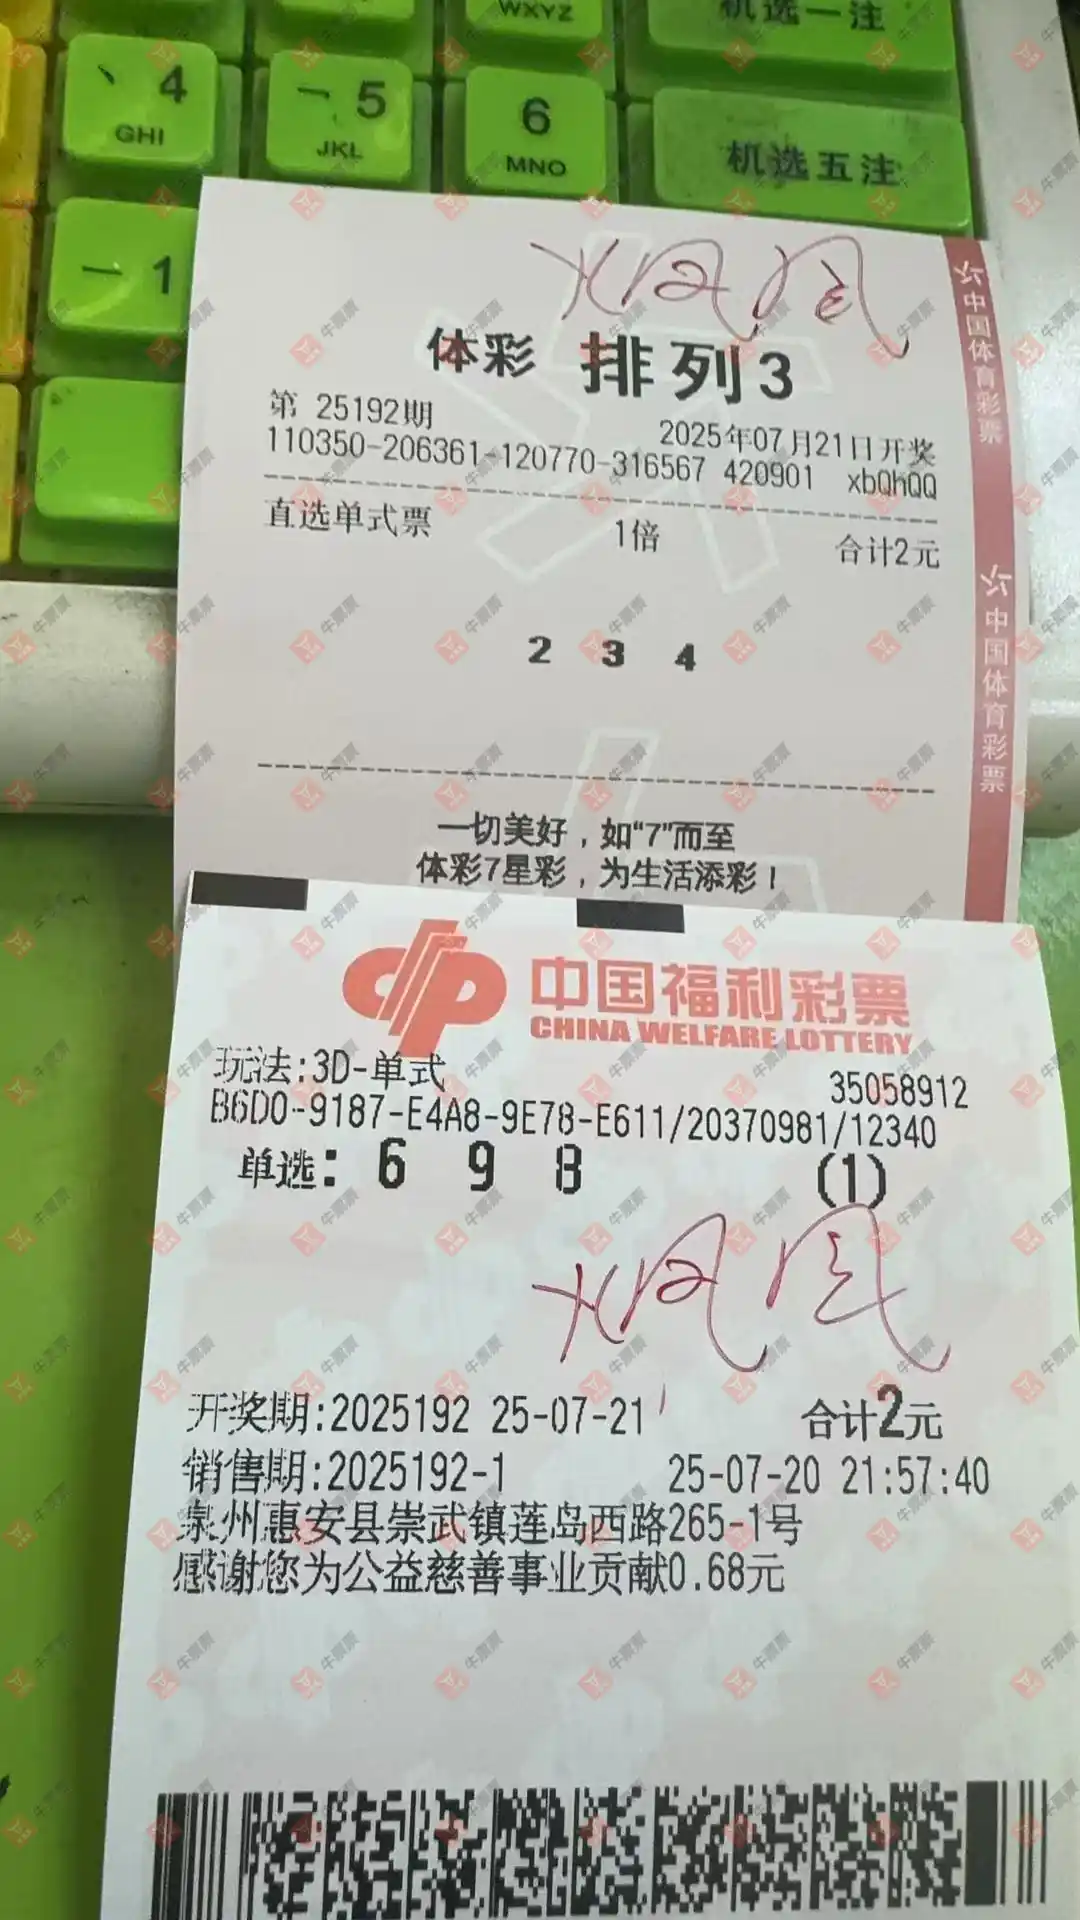 WXYZ
机选一注
丶 4
GHI
一 5
JKL
6
MNO
机选五注
一 1
体彩 排列3
第 25192期
2025年07月21日开奖
110350-206361-120770-316567 420901 xbQhQQ
直选单式票 1倍 合计2元
2 3 4
一切美好，如“7”而至
体彩7星彩，为生活添彩！
中国体育彩票
中国体育彩票
中国福利彩票
CHINA WELFARE LOTTERY
玩法:3D-单式
35058912
B6D0-9187-E4A8-9E78-E611/20370981/12340
单选: 6 9 8 (1)
开奖期:2025192 25-07-21 合计2元
销售期:2025192-1 25-07-20 21:57:40
泉州惠安县崇武镇莲岛西路265-1号
感谢您为公益慈善事业贡献0.68元
牛票票